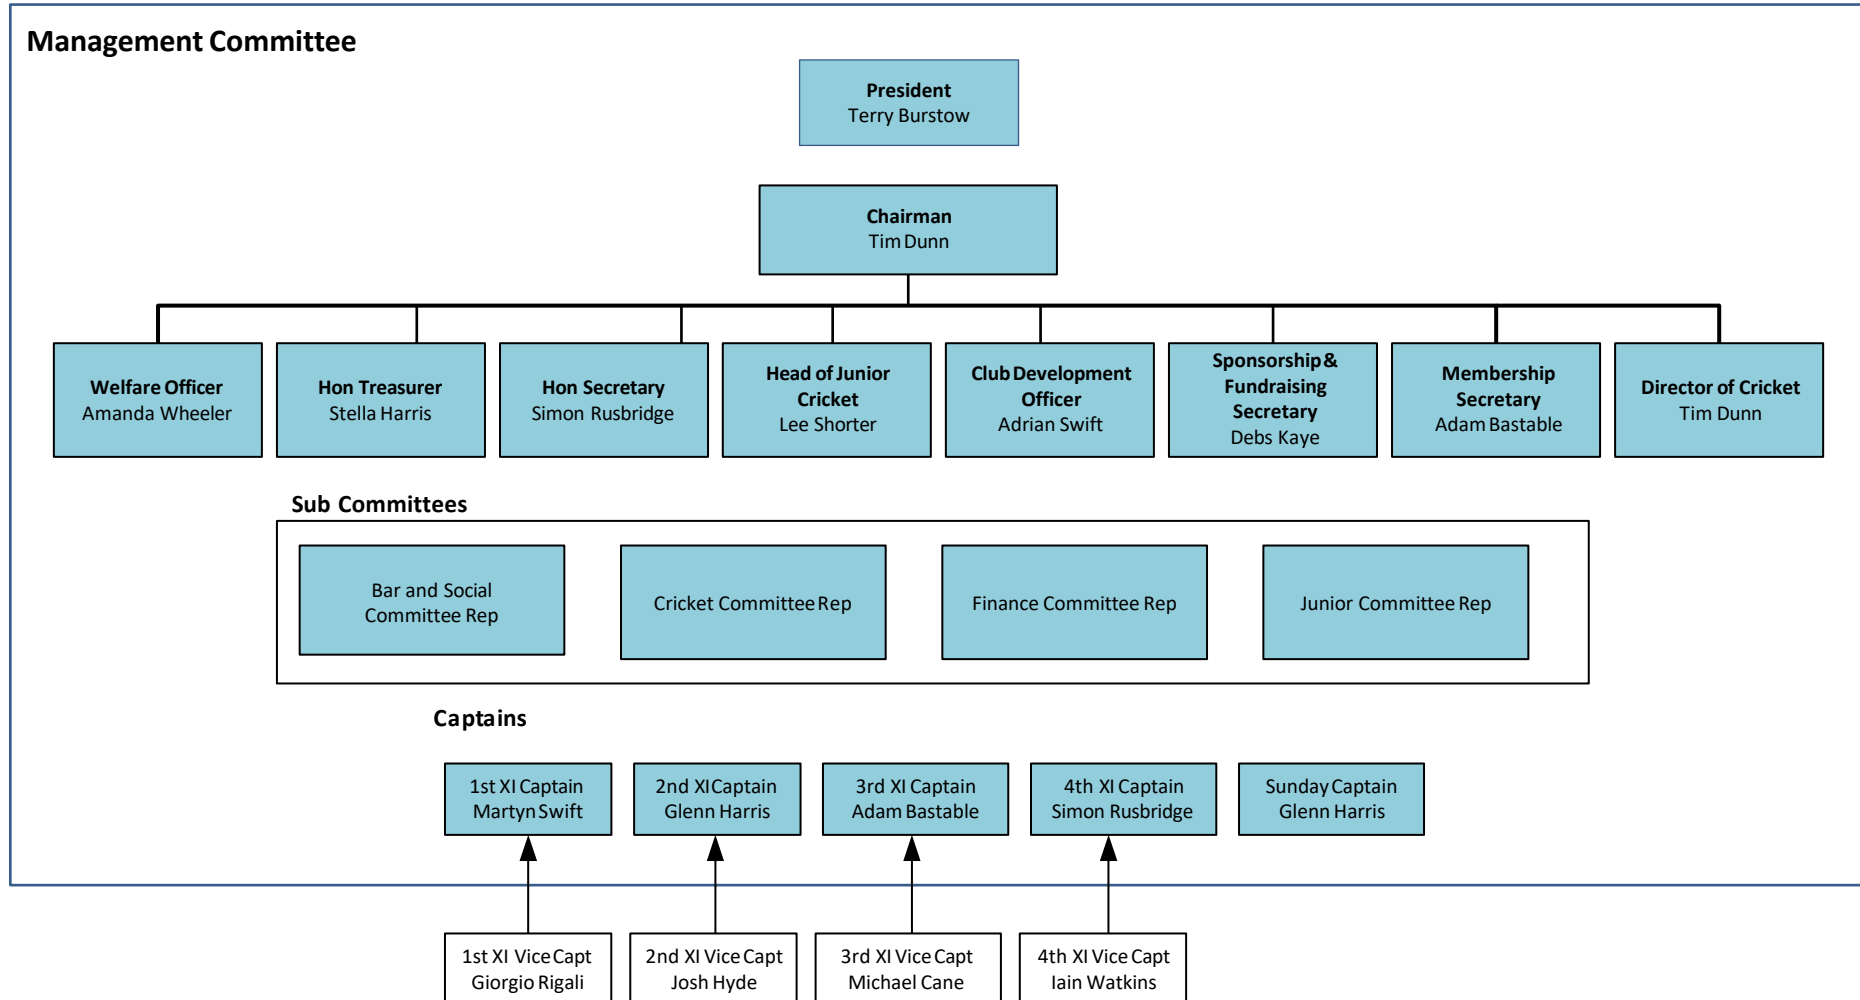 Management Committee
President
Terry Burstow
Chairman
Tim Dunn
Welfare Officer
Amanda Wheeler
Hon Treasurer
Stella Harris
Hon Secretary
Simon Rusbridge
Head of Junior
Cricket
Lee Shorter
Club Development
Officer
Adrian Swift
Sponsorship &
Fundraising
Secretary
Debs Kaye
Membership
Secretary
Adam Bastable
Director of Cricket
Tim Dunn
Sub Committees
Bar and Social
Committee Rep
Cricket Committee Rep
Finance Committee Rep
Junior Committee Rep
Captains
1st XI Captain
Martyn Swift
2nd XI Captain
Glenn Harris
3rd XI Captain
Adam Bastable
4th XI Captain
Simon Rusbridge
Sunday Captain
Glenn Harris
1st XI Vice Capt
Giorgio Rigali
2nd XI Vice Capt
Josh Hyde
3rd XI Vice Capt
Michael Cane
4th XI Vice Capt
Iain Watkins